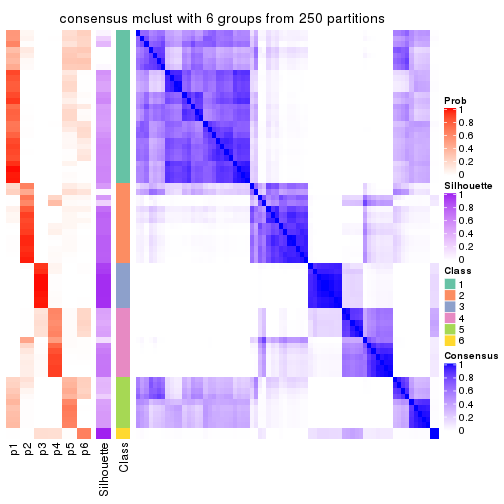 consensus mclust with 6 groups from 250 partitions
Prob
1
0.8
0.6
0.4
0.2
0
Silhouette
1
0.8
0.6
0.4
0.2
0
Class
1
2
3
4
5
6
Consensus
1
0.8
0.6
0.4
0.2
0
p1
p2
p3
p4
p5
p6
Silhouette
Class